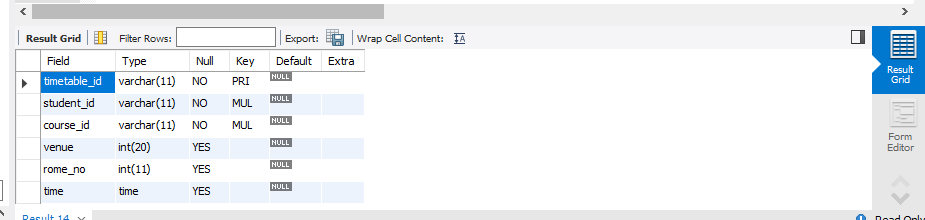 Result Grid Filter Rows: Export: Wrap Cell Content: IA
Field Type Null Key Default Extra
timetable_id varchar(11) NO PRI NULL
student_id varchar(11) NO MUL NULL
course_id varchar(11) NO MUL NULL
venue int(20) YES NULL
rome_no int(11) YES NULL
time time YES NULL
Result
Grid
Form
Editor
Result 14
Read Only